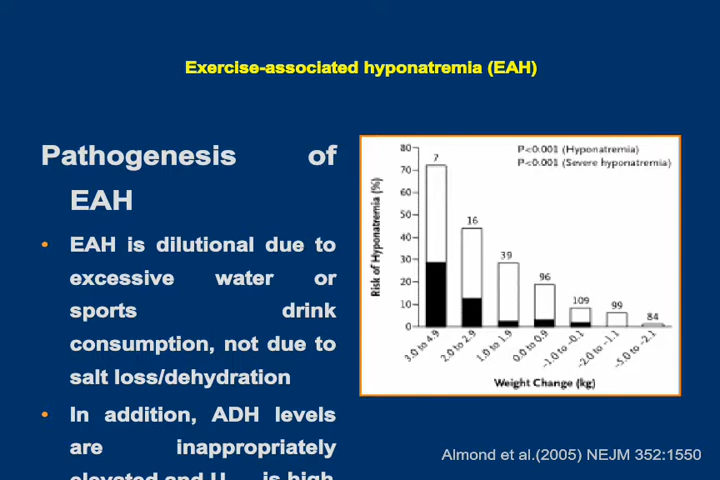 Exercise-associated hyponatremia (EAH)
Pathogenesis of
EAH
• EAH is dilutional due to
excessive water or
sports drink
consumption, not due to
salt loss/dehydration
• In addition, ADH levels
are inappropriately
elevated and U is high
P<0.001 (Hyponatremia)
P<0.001 (Severe hyponatremia)
Risk of Hyponatremia (%)
80
70
60
50
40
30
20
10
0
7
16
39
96
109
99
84
3.0 to 4.9
2.0 to 2.9
1.0 to 1.9
0.0 to 0.9
-1.0 to -0.1
-2.0 to -1.1
-5.0 to -2.1
Weight Change (kg)
Almond et al.(2005) NEJM 352:1550